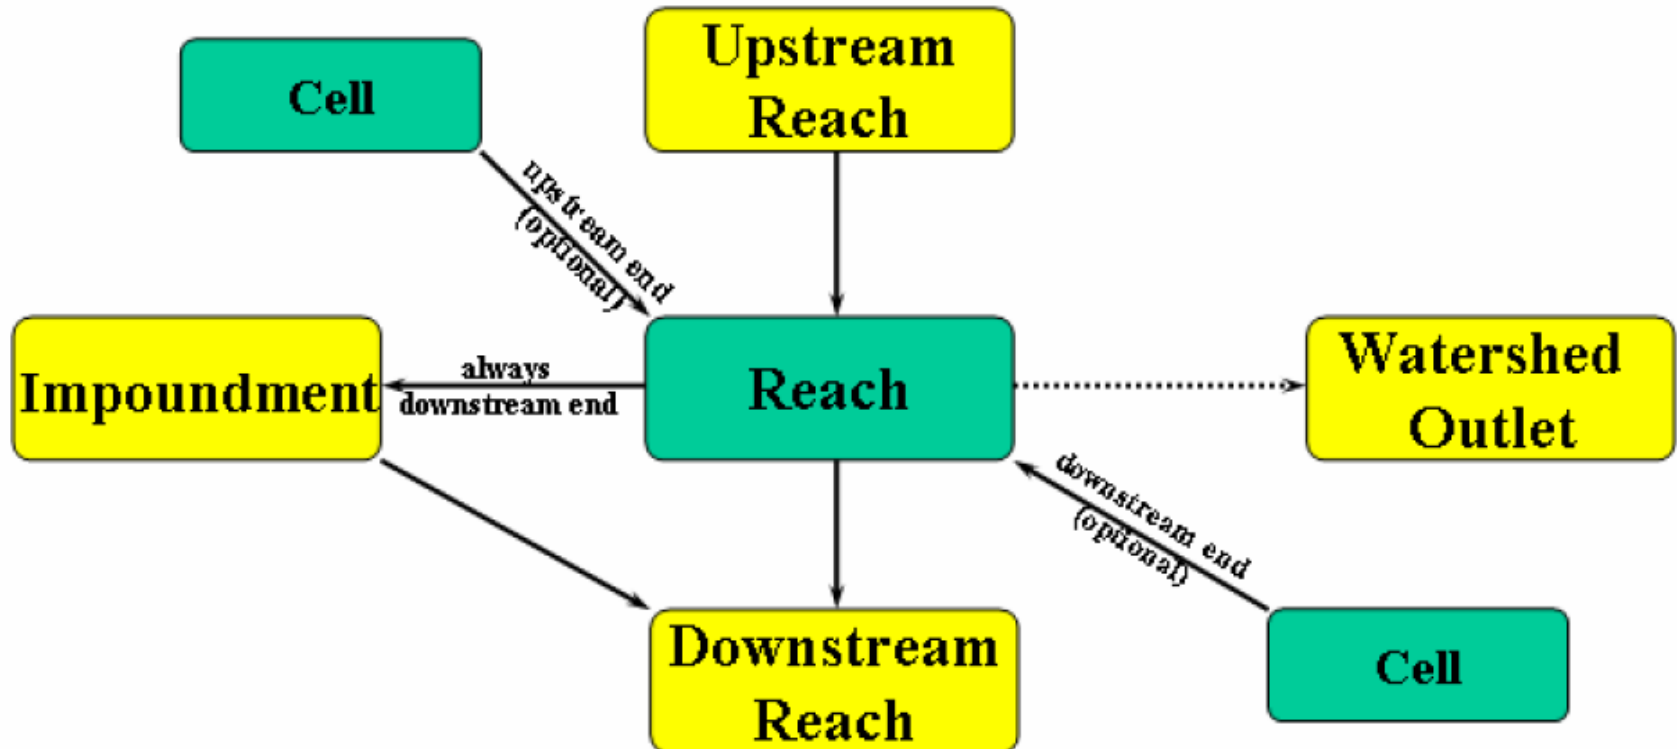 Cell
Upstream
Reach
upstream end
(optional)
Impoundment
always
downstream end
Reach
Watershed
Outlet
downstream end
(optional)
Downstream
Reach
Cell